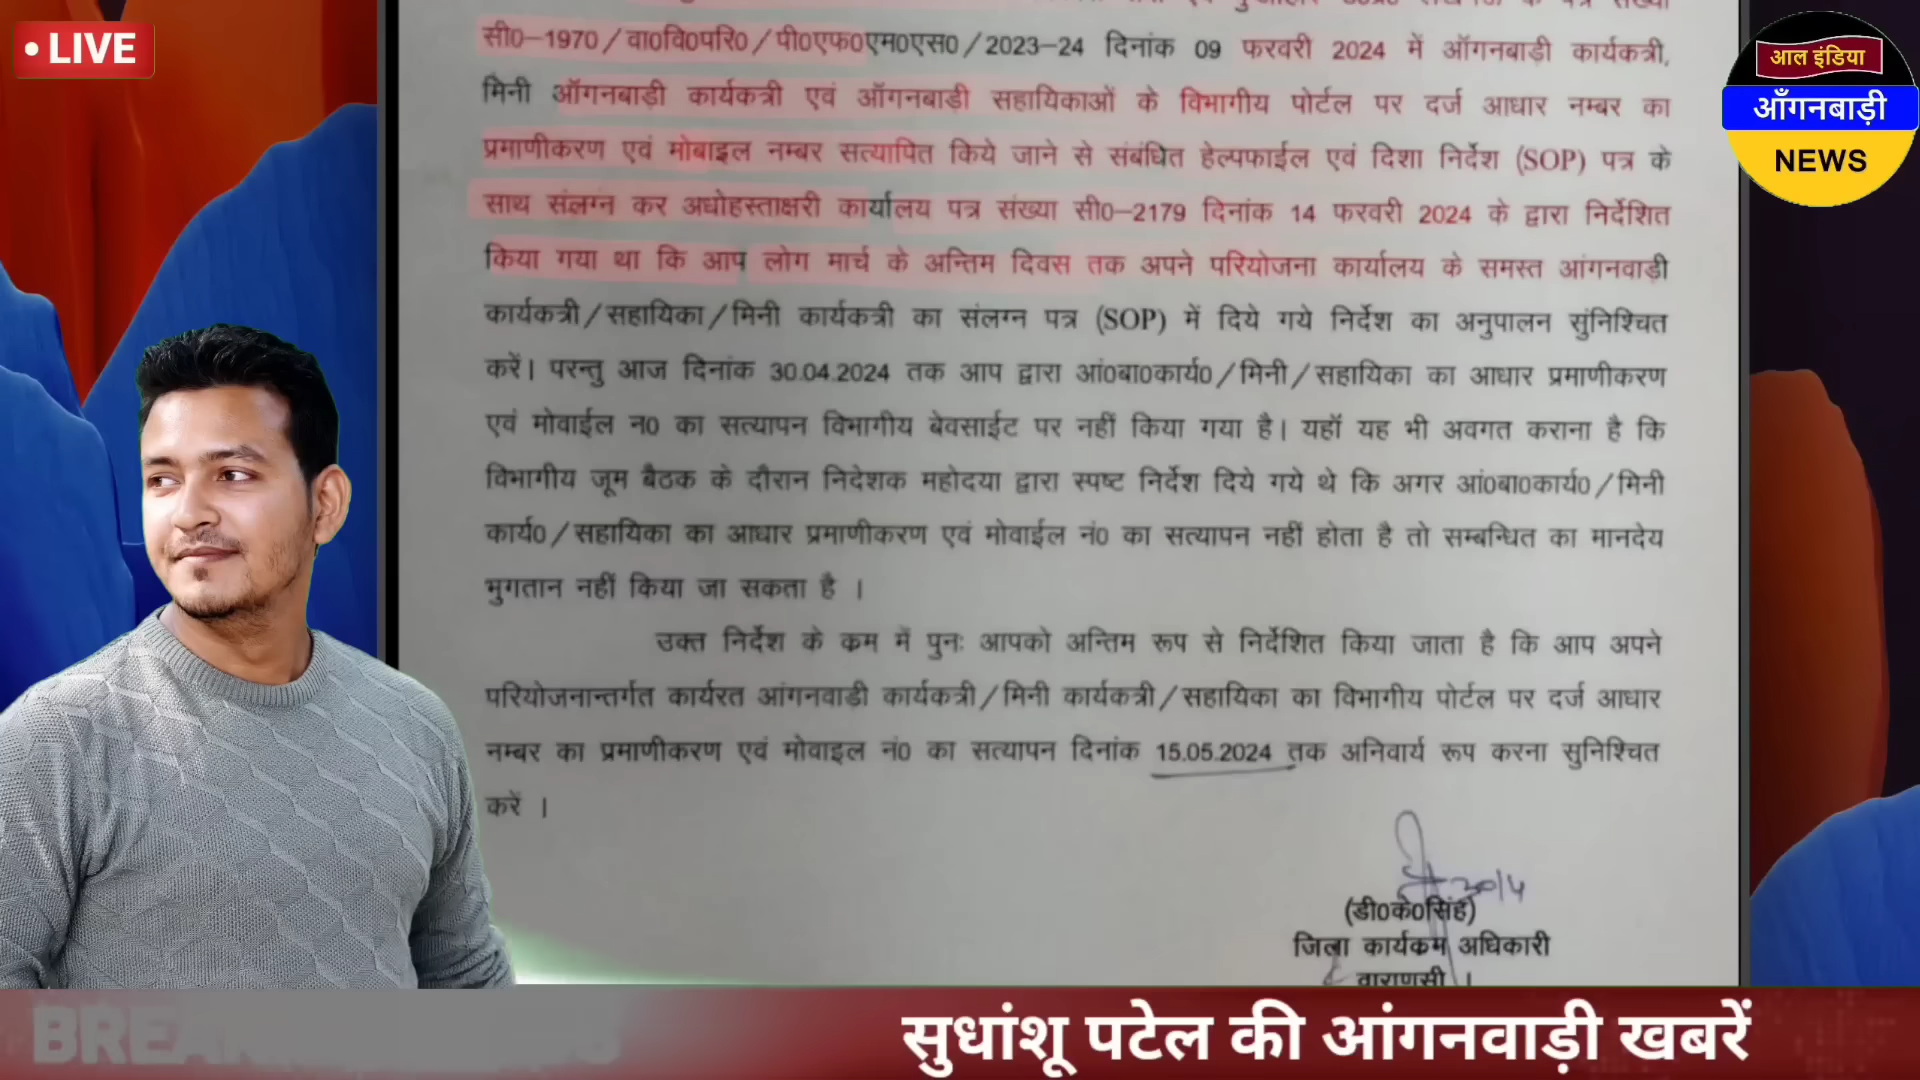 • LIVE
आल इंडिया
आँगनबाड़ी
NEWS
सी0–1970/वा0वि0परि0/पी0एफ0एम0एस0/2023–24 दिनांक 09 फरवरी 2024 में ऑगनबाड़ी कार्यकत्री,
मिनी ऑगनबाड़ी कार्यकत्री एवं ऑगनबाड़ी सहायिकाओं के विभागीय पोर्टल पर दर्ज आधार नम्बर का
प्रमाणीकरण एवं मोबाइल नम्बर सत्यापित किये जाने से संबंधित हेल्पफाईल एवं दिशा निर्देश (SOP) पत्र के
साथ संलग्न कर अधोहस्ताक्षरी कार्यालय पत्र संख्या सी0–2179 दिनांक 14 फरवरी 2024 के द्वारा निर्देशित
किया गया था कि आप लोग मार्च के अन्तिम दिवस तक अपने परियोजना कार्यालय के समस्त आंगनवाडी
कार्यकत्री/सहायिका/मिनी कार्यकत्री का संलग्न पत्र (SOP) में दिये गये निर्देश का अनुपालन सुंनिश्चित
करें। परन्तु आज दिनांक 30.04.2024 तक आप द्वारा आं0बा0कार्य0/मिनी/सहायिका का आधार प्रमाणीकरण
एवं मोवाईल न0 का सत्यापन विभागीय बेवसाईट पर नहीं किया गया है। यहॉ यह भी अवगत कराना है कि
विभागीय जूम बैठक के दौरान निदेशक महोदया द्वारा स्पष्ट निर्देश दिये गये थे कि अगर आं0बा0कार्य0/मिनी
कार्य0/सहायिका का आधार प्रमाणीकरण एवं मोवाईल नं0 का सत्यापन नहीं होता है तो सम्बन्धित का मानदेय
भुगतान नहीं किया जा सकता है ।
उक्त निर्देश के कम में पुनः आपको अन्तिम रूप से निर्देशित किया जाता है कि आप अपने
परियोजनान्तर्गत कार्यरत आंगनवाडी कार्यकत्री/मिनी कार्यकत्री/सहायिका का विभागीय पोर्टल पर दर्ज आधार
नम्बर का प्रमाणीकरण एवं मोवाइल नं0 का सत्यापन दिनांक 15.05.2024 तक अनिवार्य रूप करना सुनिश्चित
करें ।
30/4
(डी0के0सिंह)
जिला कार्यकम अधिकारी
वाराणसी ।
सुधांशू पटेल की आंगनवाड़ी खबरें